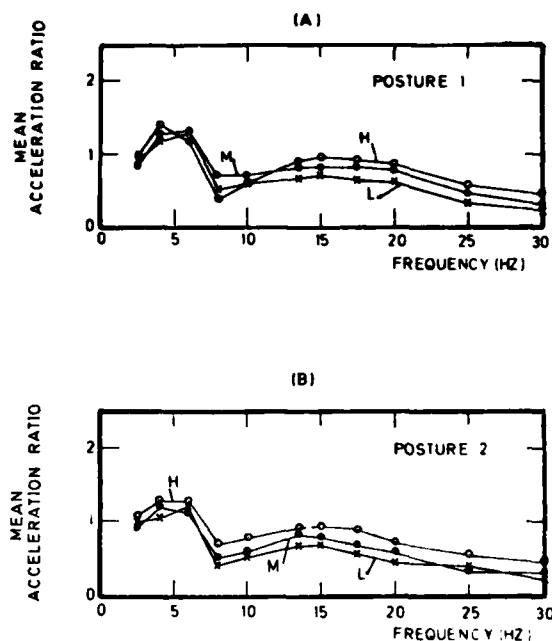 (A)
MEAN
ACCELERATION RATIO
2
1
0
POSTURE 1
M
H
L
0 5 10 15 20 25 30
FREQUENCY (HZ)
(B)
MEAN
ACCELERATION RATIO
2
1
0
POSTURE 2
H
M
L
0 5 10 15 20 25 30
FREQUENCY (HZ)